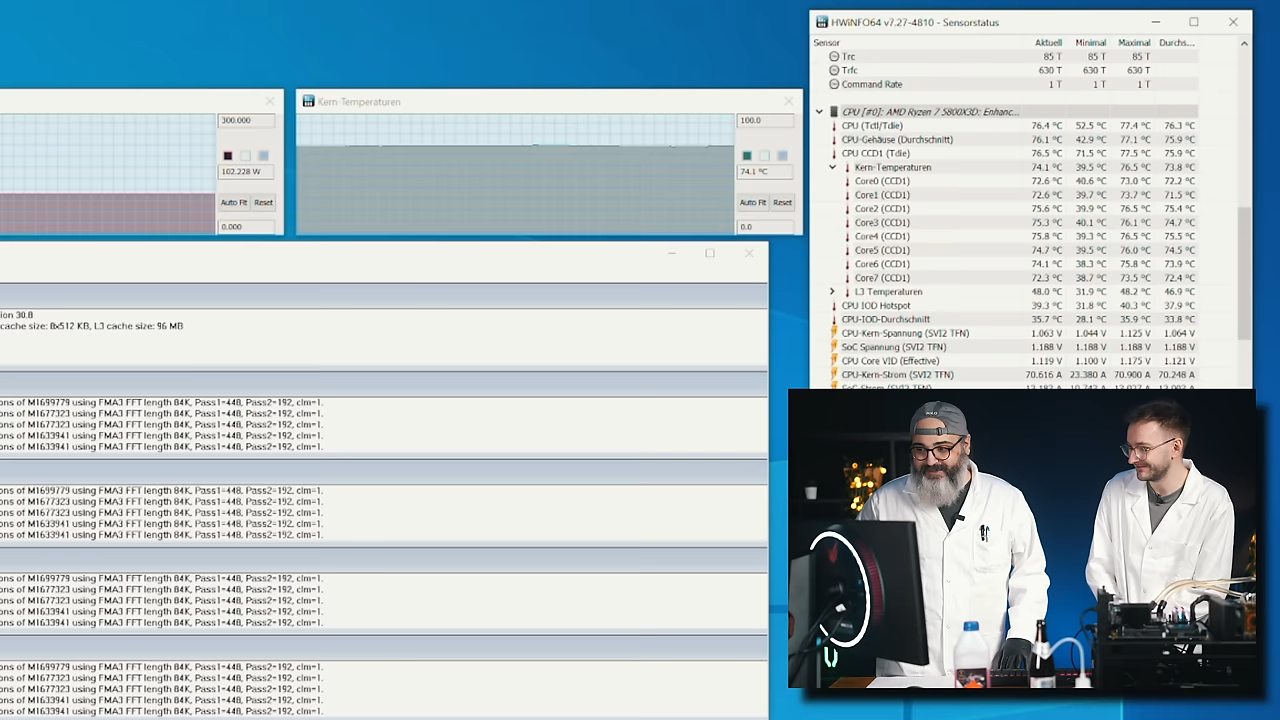 HWiNFO64 v7.27-4810 - Sensorstatus
Sensor Aktuell Minimal Maximal Durchs...
Trc 85 T 85 T 85 T
Trfc 630 T 630 T 630 T
Command Rate 1 T 1 T 1 T
CPU [#0]: AMD Ryzen 7 5800X3D: Enhanc...
CPU (Tctl/Tdie) 76.4 °C 52.5 °C 77.4 °C 76.3 °C
CPU-Gehäuse (Durchschnitt) 76.1 °C 42.9 °C 77.1 °C 75.9 °C
CPU CCD1 (Tdie) 76.5 °C 71.5 °C 77.5 °C 75.9 °C
Kern-Temperaturen 74.1 °C 39.5 °C 76.5 °C 73.8 °C
Core0 (CCD1) 72.6 °C 40.6 °C 73.0 °C 72.2 °C
Core1 (CCD1) 72.6 °C 39.7 °C 73.7 °C 71.5 °C
Core2 (CCD1) 75.6 °C 39.9 °C 76.5 °C 75.4 °C
Core3 (CCD1) 75.3 °C 40.1 °C 76.1 °C 74.7 °C
Core4 (CCD1) 75.8 °C 39.3 °C 76.5 °C 75.5 °C
Core5 (CCD1) 74.7 °C 39.5 °C 76.0 °C 74.5 °C
Core6 (CCD1) 74.1 °C 38.3 °C 75.8 °C 73.9 °C
Core7 (CCD1) 72.3 °C 38.7 °C 73.5 °C 72.4 °C
L3 Temperaturen 48.0 °C 31.9 °C 48.2 °C 46.9 °C
CPU IOD Hotspot 39.3 °C 31.8 °C 40.3 °C 37.9 °C
CPU-IOD-Durchschnitt 35.7 °C 28.1 °C 35.9 °C 33.8 °C
CPU-Kern-Spannung (SVI2 TFN) 1.063 V 1.044 V 1.125 V 1.064 V
SoC Spannung (SVI2 TFN) 1.188 V 1.188 V 1.188 V 1.188 V
CPU Core VID (Effective) 1.119 V 1.100 V 1.175 V 1.121 V
CPU-Kern-Strom (SVI2 TFN) 70.616 A 23.380 A 70.900 A 70.248 A
300.000
102.228 W
Auto Fit Reset
0.000
Kern-Temperaturen
100.0
74.1 °C
Auto Fit Reset
0.0
ion 30.8
cache size: 8x512 KB, L3 cache size: 96 MB
ons of M1699779 using FMA3 FFT length 84K, Pass1=448, Pass2=192, clm=1.
ons of M1677323 using FMA3 FFT length 84K, Pass1=448, Pass2=192, clm=1.
ons of M1677323 using FMA3 FFT length 84K, Pass1=448, Pass2=192, clm=1.
ons of M1633941 using FMA3 FFT length 84K, Pass1=448, Pass2=192, clm=1.
ons of M1633941 using FMA3 FFT length 84K, Pass1=448, Pass2=192, clm=1.
ons of M1699779 using FMA3 FFT length 84K, Pass1=448, Pass2=192, clm=1.
ons of M1677323 using FMA3 FFT length 84K, Pass1=448, Pass2=192, clm=1.
ons of M1677323 using FMA3 FFT length 84K, Pass1=448, Pass2=192, clm=1.
ons of M1633941 using FMA3 FFT length 84K, Pass1=448, Pass2=192, clm=1.
ons of M1633941 using FMA3 FFT length 84K, Pass1=448, Pass2=192, clm=1.
ons of M1699779 using FMA3 FFT length 84K, Pass1=448, Pass2=192, clm=1.
ons of M1677323 using FMA3 FFT length 84K, Pass1=448, Pass2=192, clm=1.
ons of M1677323 using FMA3 FFT length 84K, Pass1=448, Pass2=192, clm=1.
ons of M1633941 using FMA3 FFT length 84K, Pass1=448, Pass2=192, clm=1.
ons of M1633941 using FMA3 FFT length 84K, Pass1=448, Pass2=192, clm=1.
ons of M1699779 using FMA3 FFT length 84K, Pass1=448, Pass2=192, clm=1.
ons of M1677323 using FMA3 FFT length 84K, Pass1=448, Pass2=192, clm=1.
ons of M1677323 using FMA3 FFT length 84K, Pass1=448, Pass2=192, clm=1.
ons of M1633941 using FMA3 FFT length 84K, Pass1=448, Pass2=192, clm=1.
ons of M1633941 using FMA3 FFT length 84K, Pass1=448, Pass2=192, clm=1.